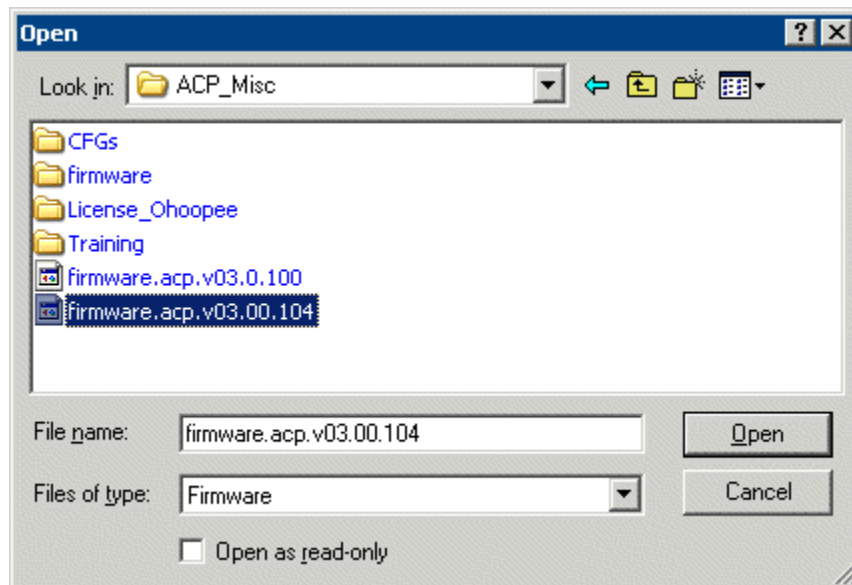 Open
Look in: ACP_Misc
CFGs
firmware
License_Ohoopee
Training
firmware.acp.v03.0.100
firmware.acp.v03.00.104
File name: firmware.acp.v03.00.104 Open
Files of type: Firmware Cancel
Open as read-only